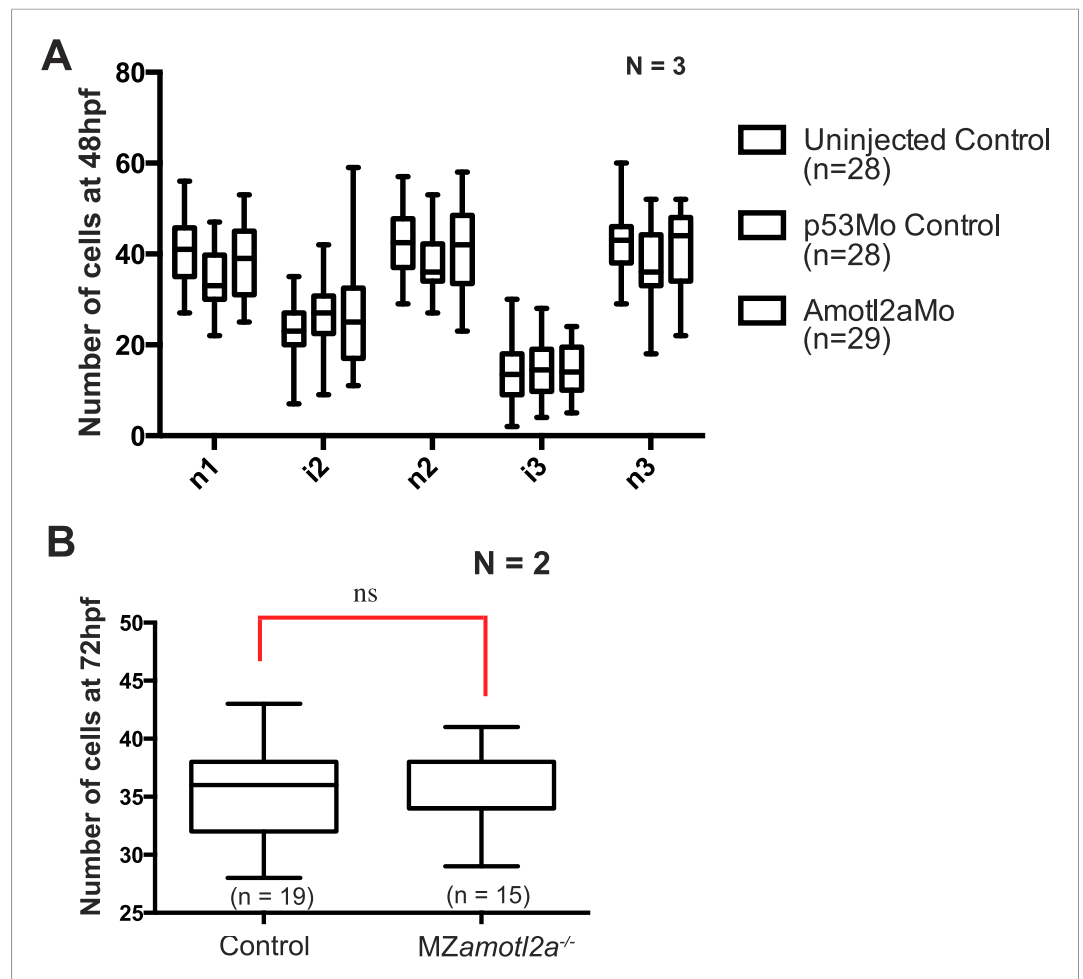 A
N = 3
Number of cells at 48hpf
80
60
40
20
0
n1
i2
n2
i3
n3
Uninjected Control
(n=28)
p53Mo Control
(n=28)
Amotl2aMo
(n=29)
B
N = 2
ns
Number of cells at 72hpf
50
45
40
35
30
25
(n = 19)
(n = 15)
Control
MZamotl2a-/-